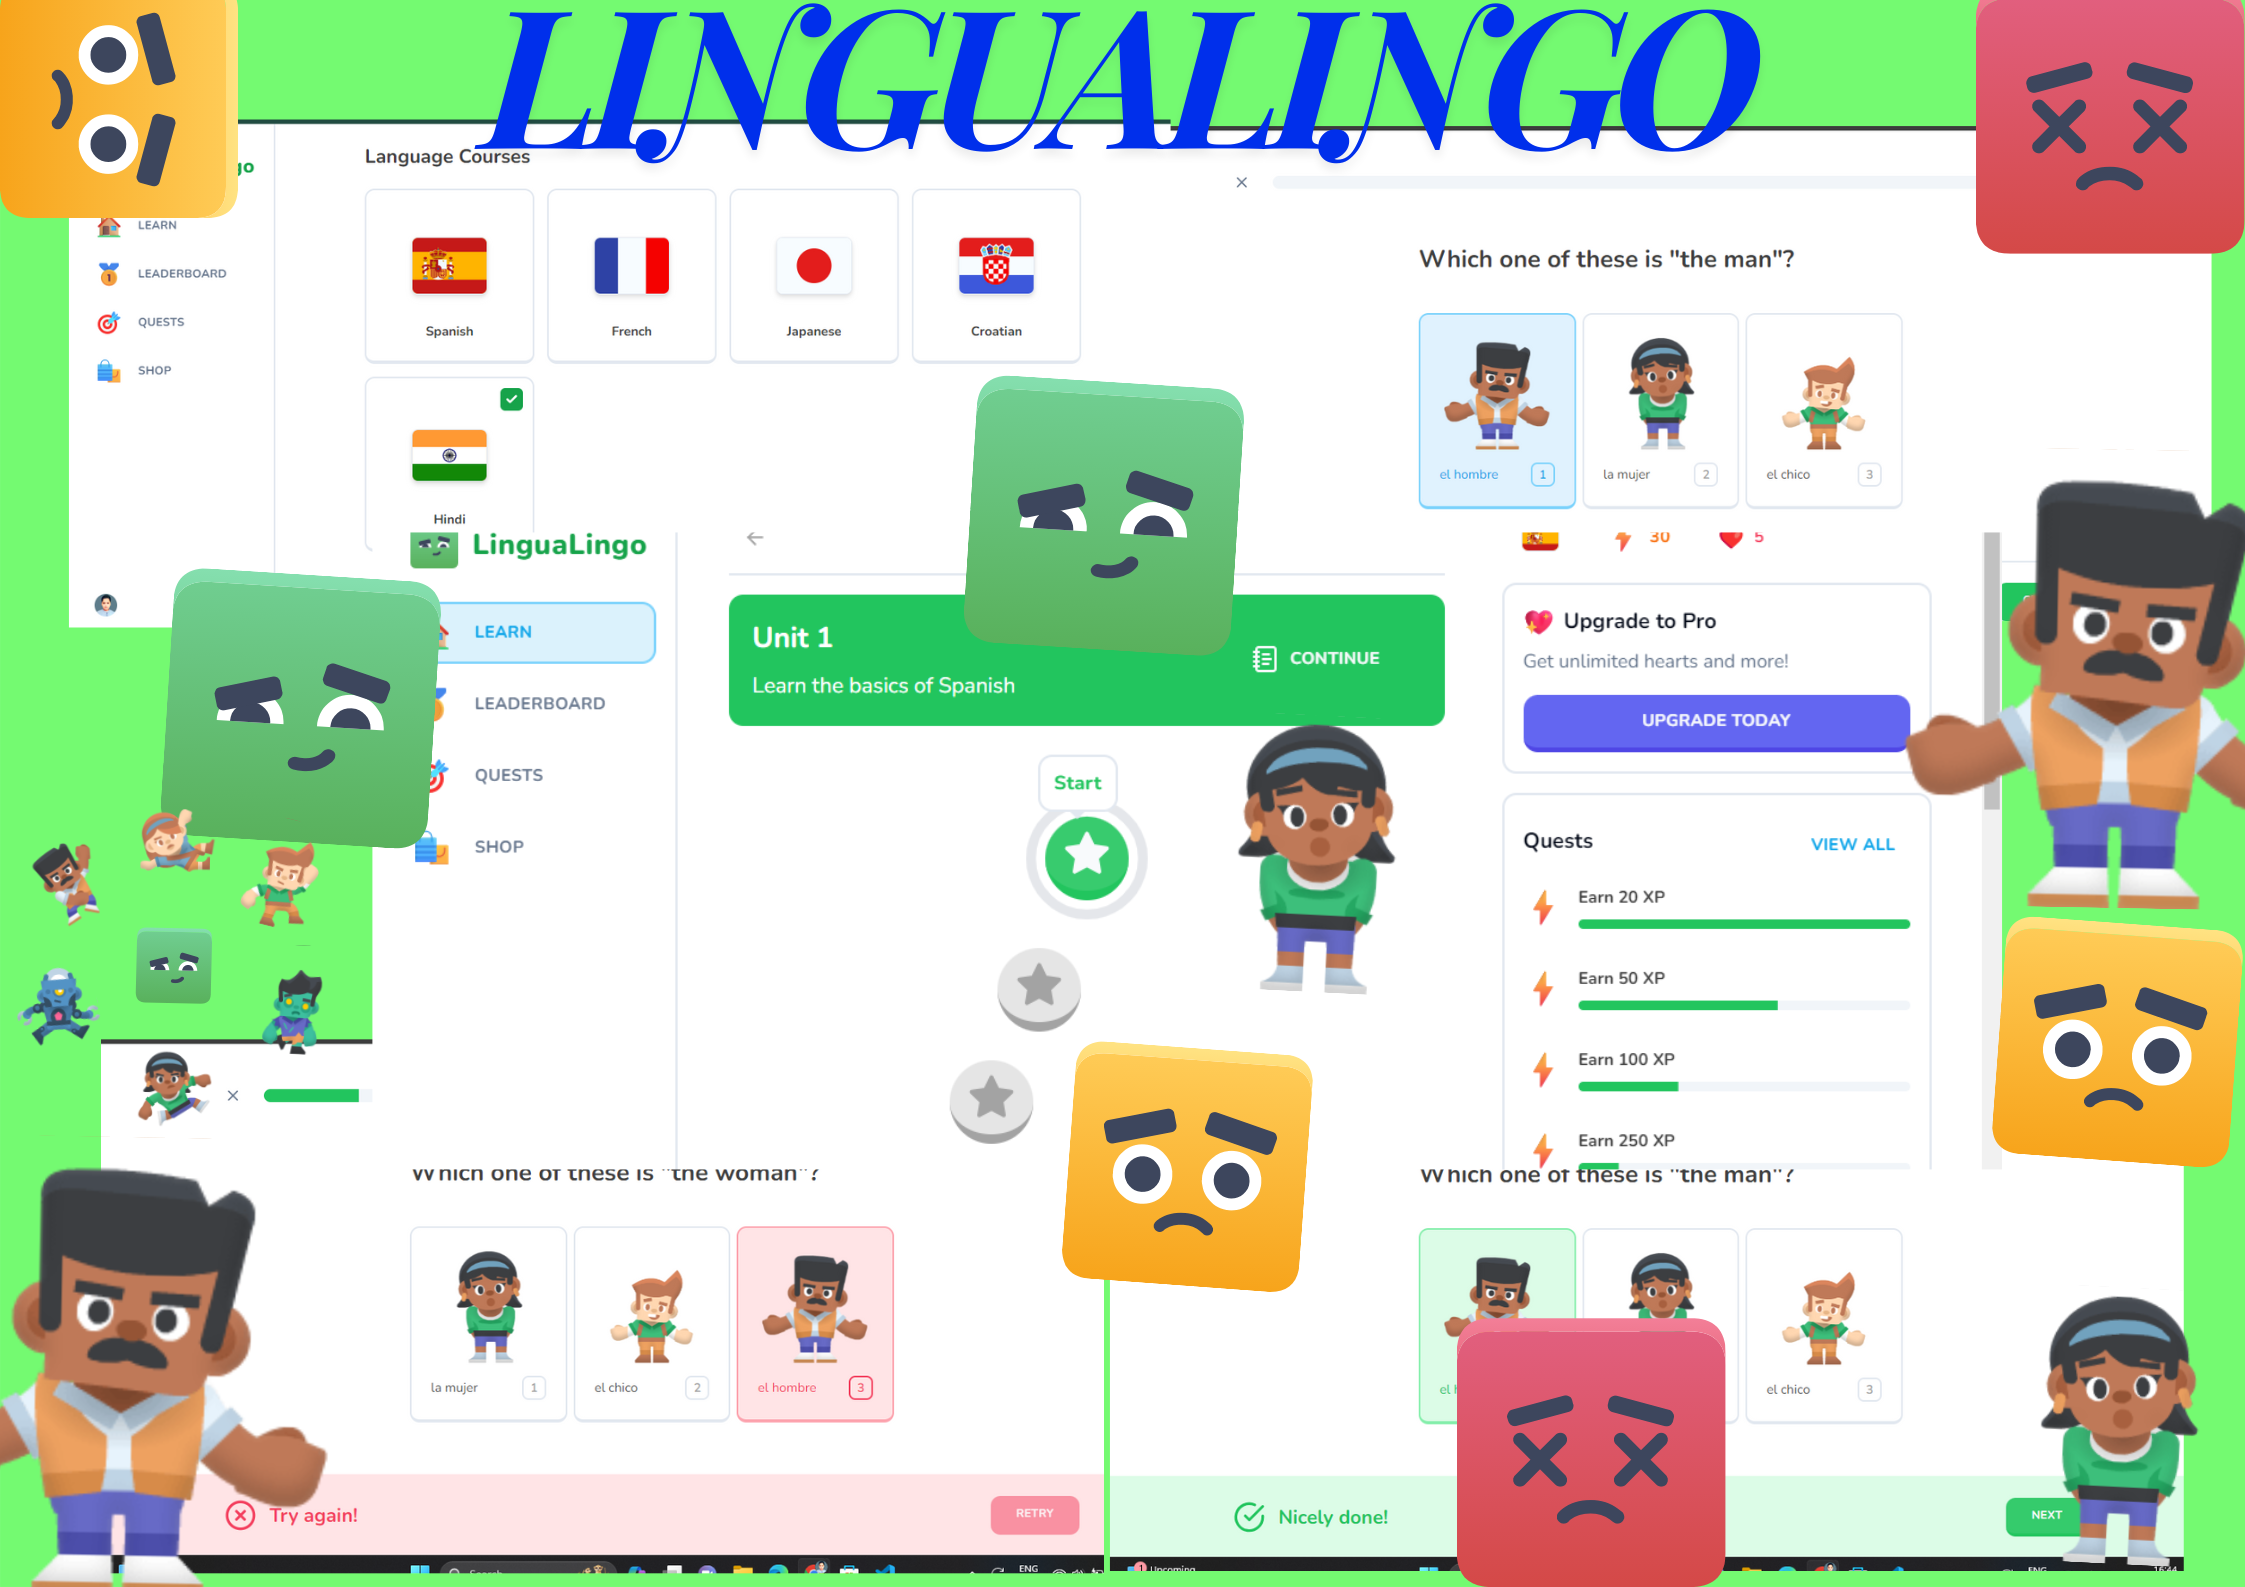 LINGUALINGO
go
LEARN
LEADERBOARD
QUESTS
SHOP
Language Courses
Spanish
French
Japanese
Croatian
Hindi
Which one of these is "the man"?
el hombre 1
la mujer 2
el chico 3
LinguaLingo
LEARN
LEADERBOARD
QUESTS
SHOP
Unit 1
Learn the basics of Spanish
CONTINUE
Start
30
5
Upgrade to Pro
Get unlimited hearts and more!
UPGRADE TODAY
Quests
VIEW ALL
Earn 20 XP
Earn 50 XP
Earn 100 XP
Earn 250 XP
Which one of these is "the woman"?
la mujer 1
el chico 2
el hombre 3
Try again!
RETRY
ENG
Which one of these is "the man"?
el
el chico 3
Nicely done!
NEXT
Upcoming
ENG